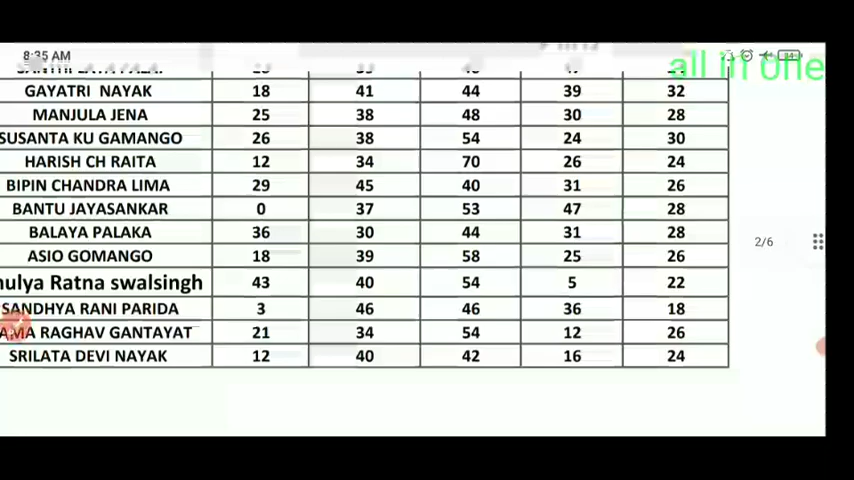 8:35 AM
84
all in one
GAYATRI NAYAK 18 41 44 39 32
MANJULA JENA 25 38 48 30 28
SUSANTA KU GAMANGO 26 38 54 24 30
HARISH CH RAITA 12 34 70 26 24
BIPIN CHANDRA LIMA 29 45 40 31 26
BANTU JAYASANKAR 0 37 53 47 28
BALAYA PALAKA 36 30 44 31 28
2/6
ASIO GOMANGO 18 39 58 25 26
nulya Ratna swalsingh 43 40 54 5 22
SANDHYA RANI PARIDA 3 46 46 36 18
AMA RAGHAV GANTAYAT 21 34 54 12 26
SRILATA DEVI NAYAK 12 40 42 16 24